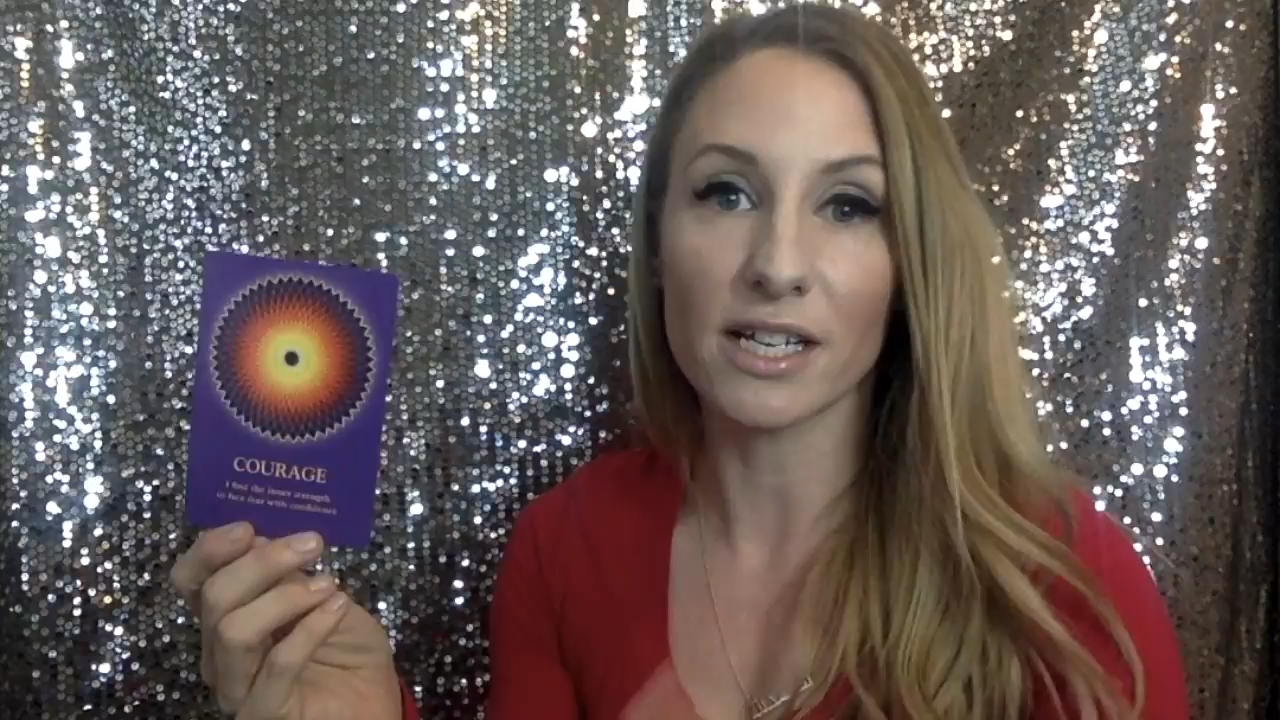 COURAGE
I find the inner strength
to face fear with confidence